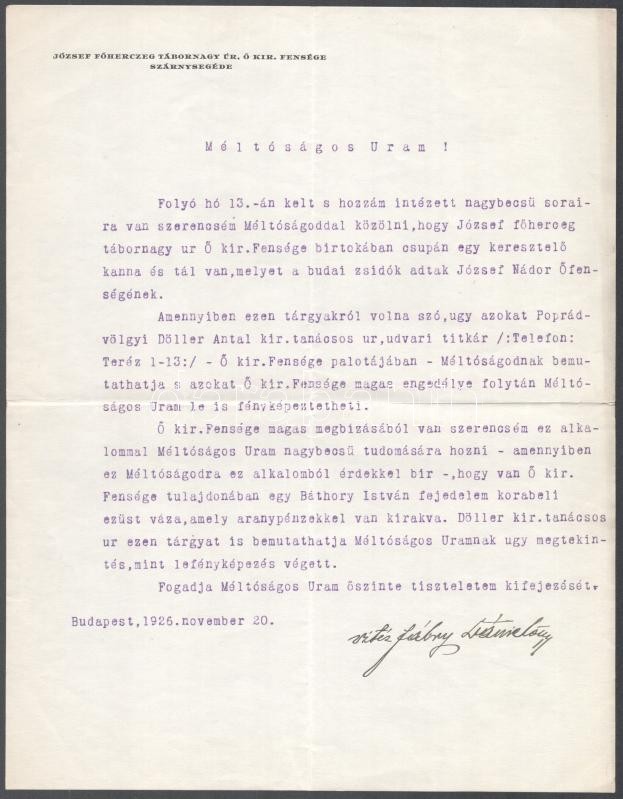 JÓZSEF FŐHERCZEG TÁBORNAGY ÚR, Ő KIR. FENSÉGE
SZÁRNYSEGÉDE
Méltóságos Uram !
Folyó hó 13.-án kelt s hozzám intézett nagybecsü sorai-
ra van szerencsém Méltóságoddal közölni,hogy József főherceg
tábornagy ur Ő kir.Fensége birtokában csupán egy keresztelő
kanna és tál van,melyet a budai zsidók adtak József Nádor Őfen-
ségének.
Amennyiben ezen tárgyakról volna szó,ugy azokat Poprád-
völgyi Döller Antal kir.tanácsos ur,udvari titkár /:Telefon:
Teréz 1-13:/ - Ő kir.Fensége palotájában - Méltóságodnak bemu-
tathatja s azokat Ő kir.Fensége magas engedélye folytán Méltó-
ságos Uram le is fényképeztetheti.
Ő kir.Fensége magas megbizásából van szerencsém ez alka-
lommal Méltóságos Uram nagybecsü tudomására hozni - amennyiben
ez Méltóságodra ez alkalomból érdekkel bir -,hogy van Ő kir.
Fensége tulajdonában egy Báthory István fejedelem korabeli
ezüst váza,amely aranypénzekkel van kirakva. Döller kir.tanácsos
ur ezen tárgyat is bemutathatja Méltóságos Uramnak ugy megtekin-
tés,mint lefényképezés végett.
Fogadja Méltóságos Uram őszinte tiszteletem kifejezését.
Budapest,1926.november 20.
vitéz Fábry